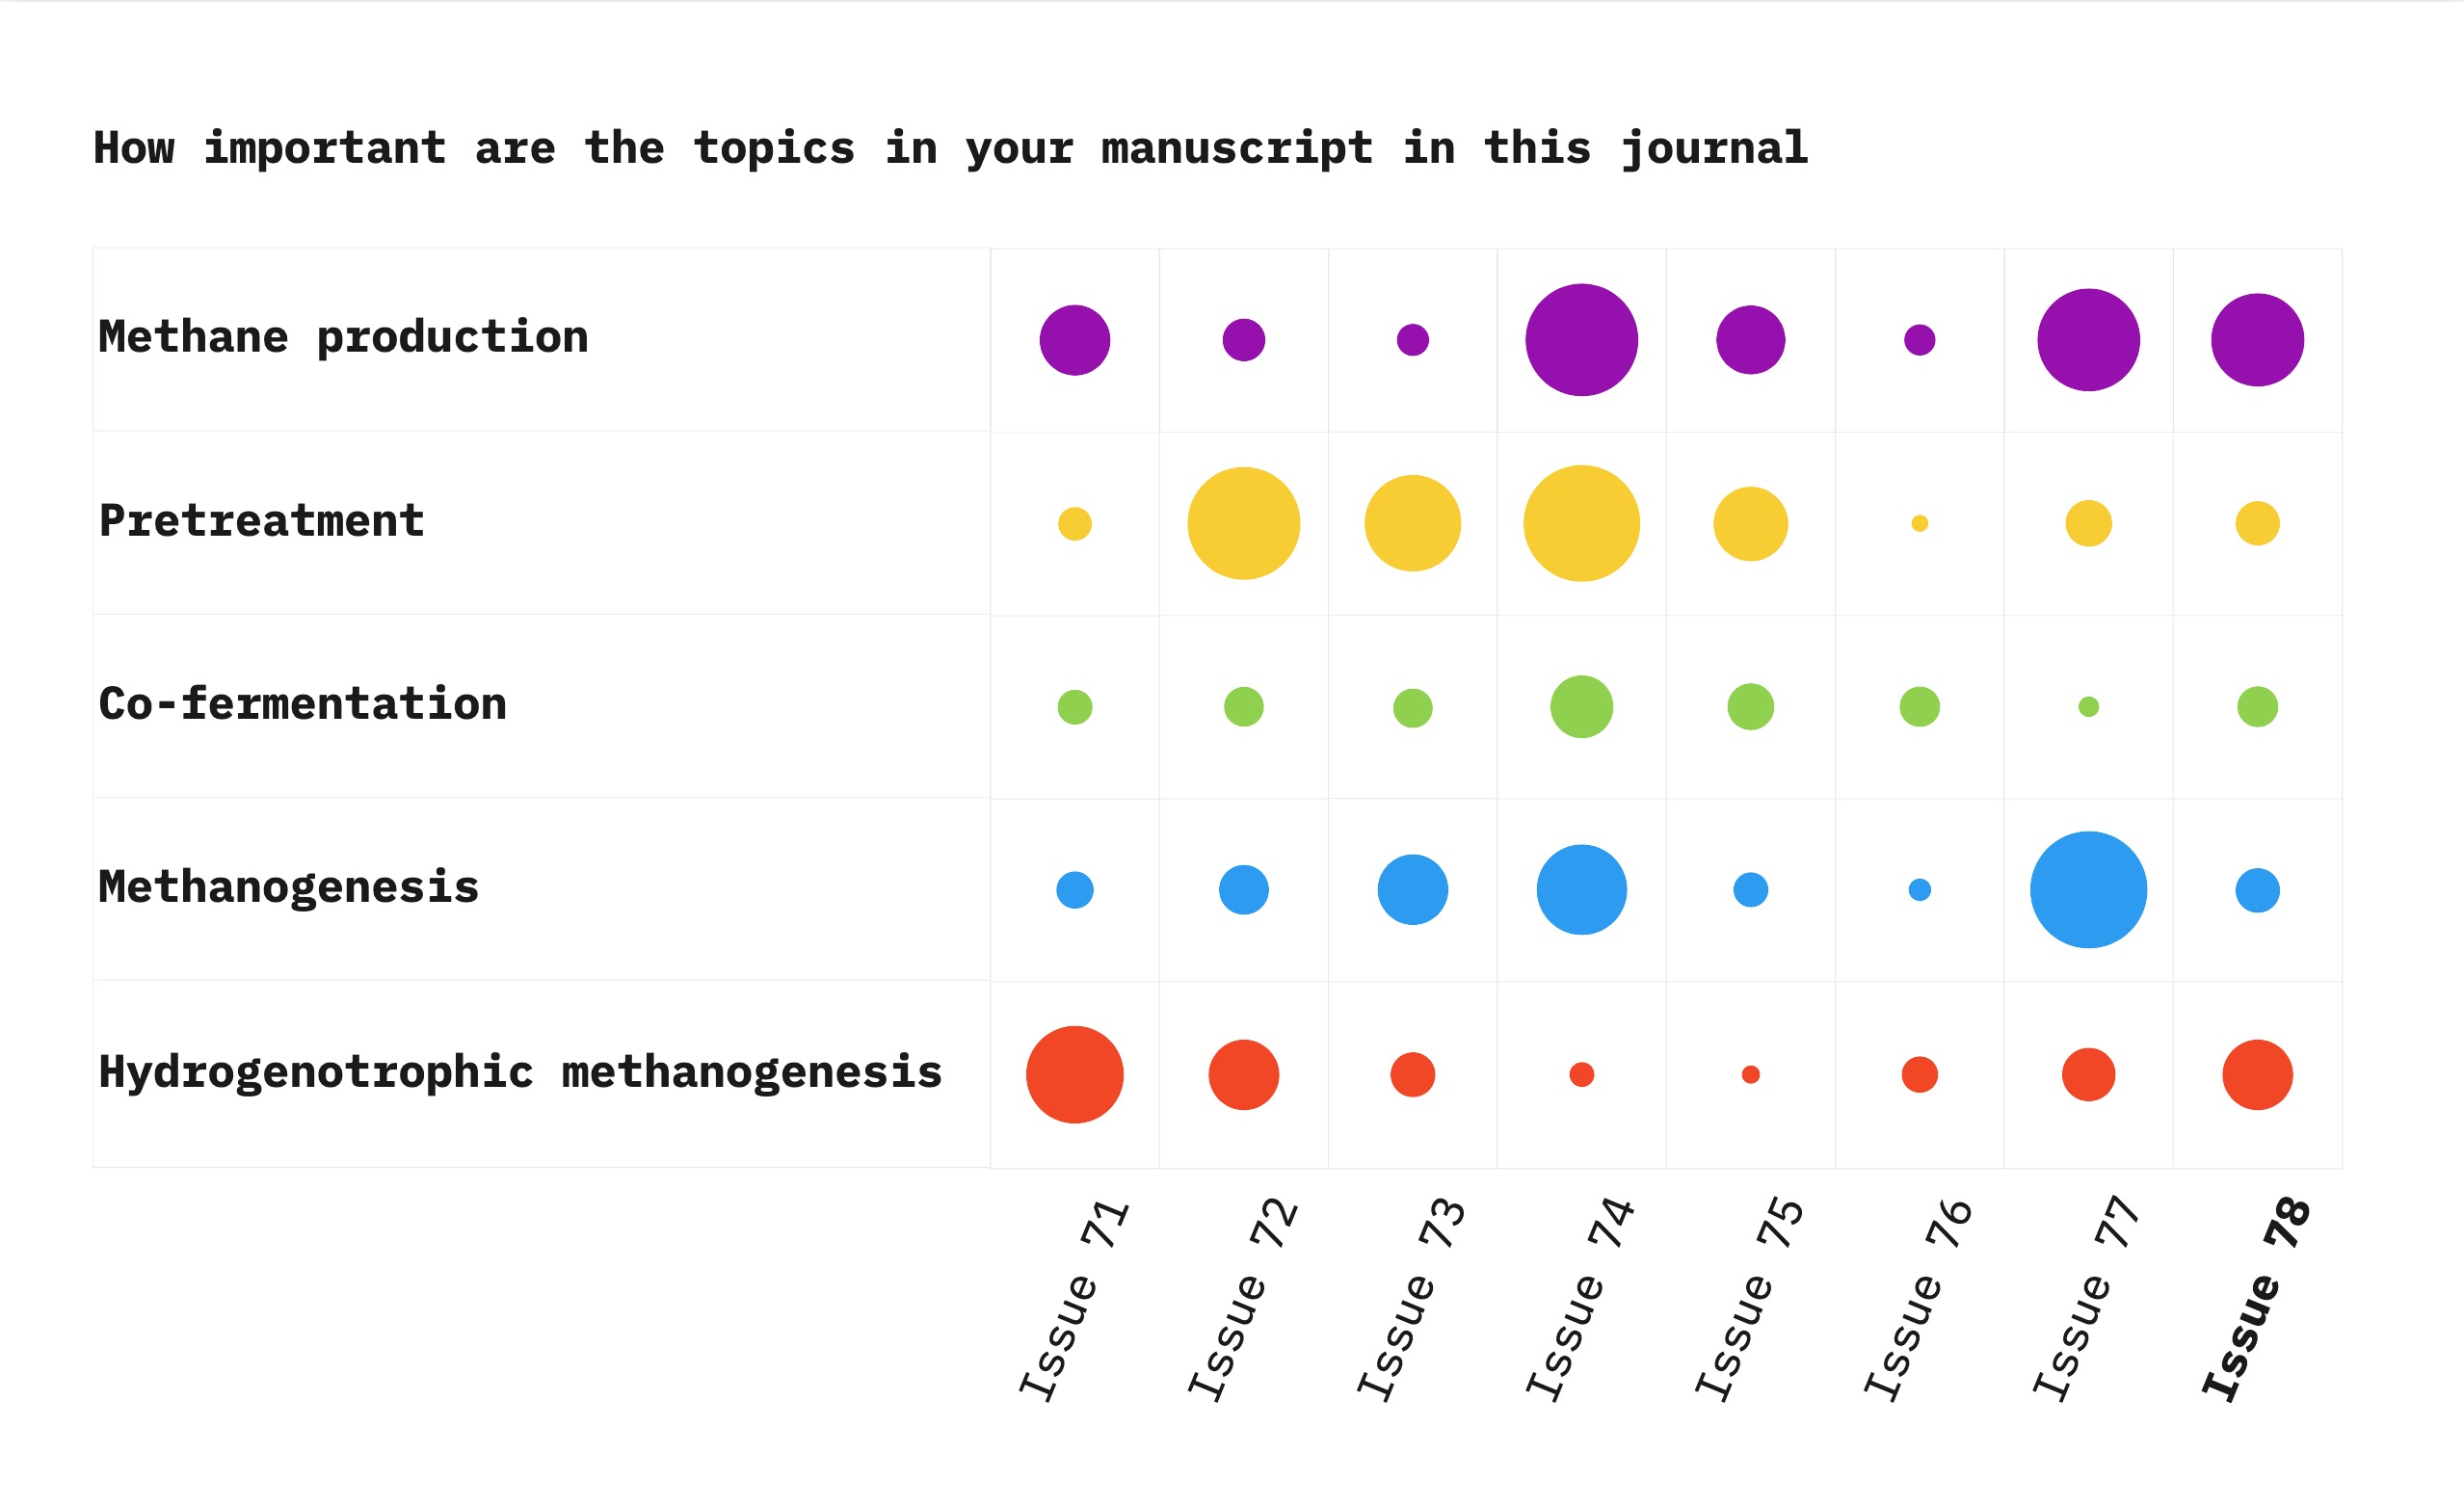 How important are the topics in your manuscript in this journal
Methane production
Pretreatment
Co-fermentation
Methanogenesis
Hydrogenotrophic methanogenesis
Issue 71
Issue 72
Issue 73
Issue 74
Issue 75
Issue 76
Issue 77
Issue 78